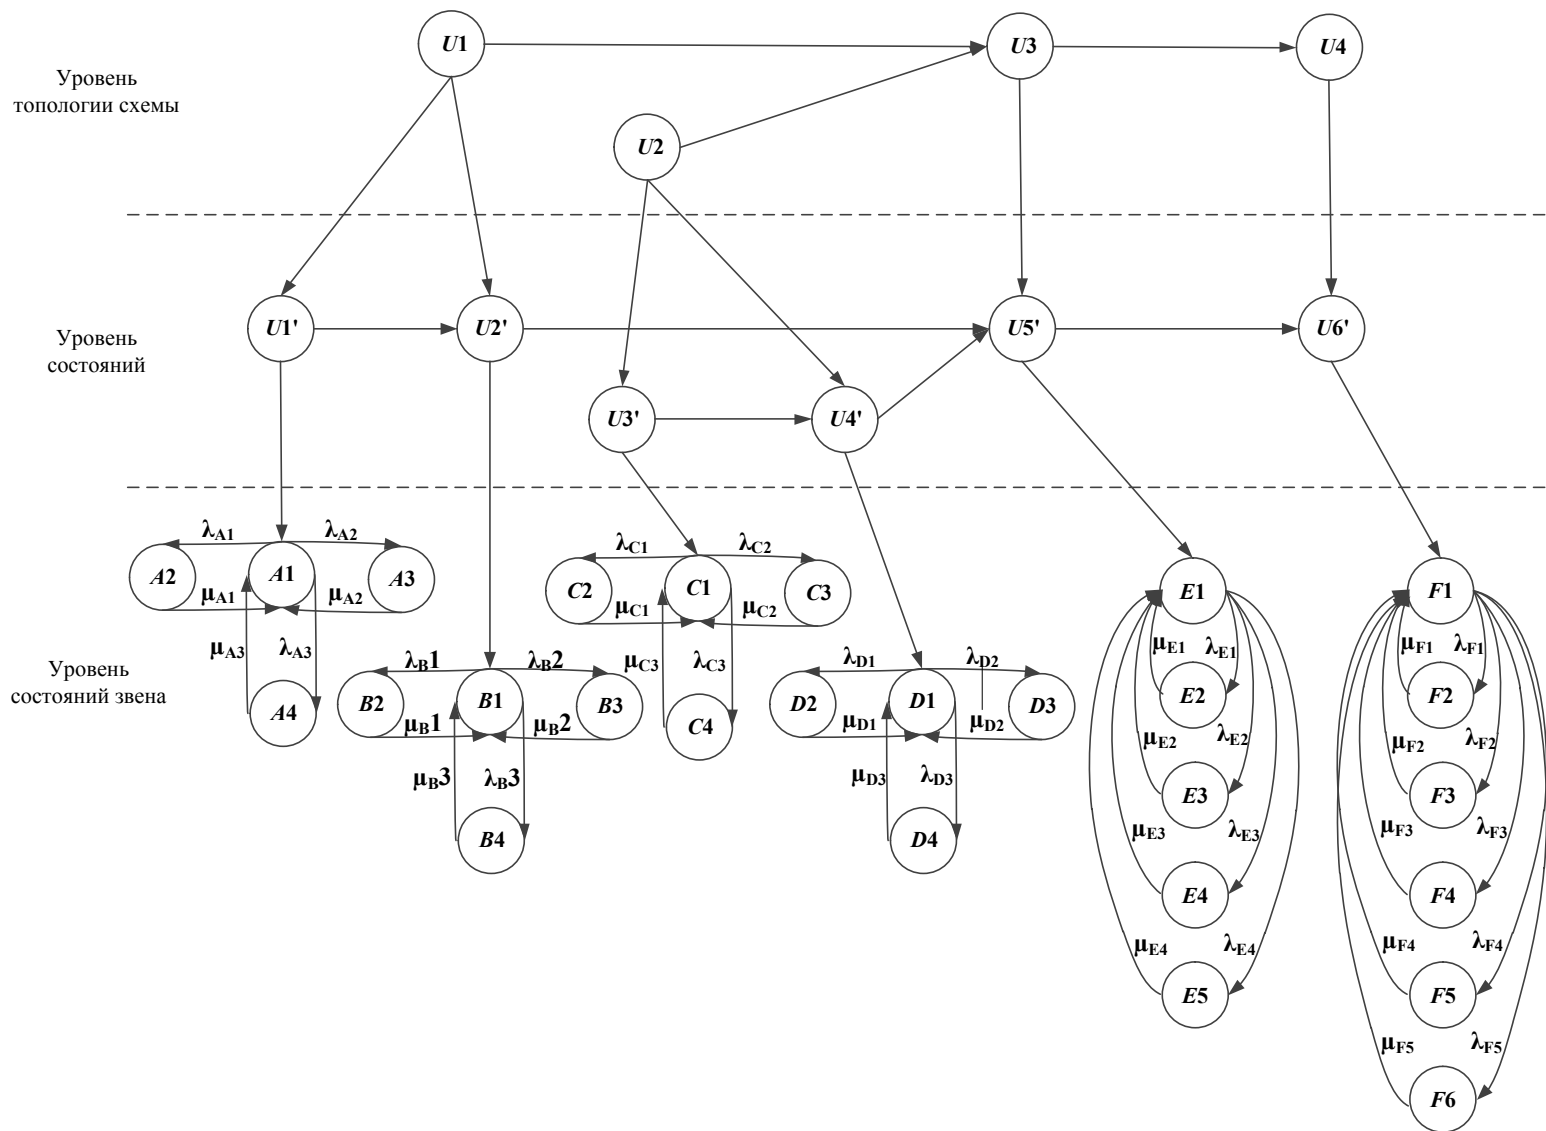 U1
U3
U4
Уровень
топологии схемы
U2
U1'
U2'
U5'
U6'
Уровень
состояний
U3'
U4'
λA1
λA2
λC1
λC2
A2
A1
A3
C2
C1
C3
E1
F1
μA1
μA2
μC1
μC2
μA3
λA3
μC3
λC3
μE1
λE1
μF1
λF1
Уровень
состояний звена
λB1
λB2
λD1
λD2
A4
B2
B1
B3
C4
D2
D1
D3
E2
F2
μB1
μB2
μD1
μD2
μE2
λE2
μF2
λF2
μB3
λB3
μD3
λD3
E3
F3
μE3
λE3
μF3
λF3
B4
D4
E4
F4
μE4
λE4
μF4
λF4
E5
F5
μF5
λF5
F6